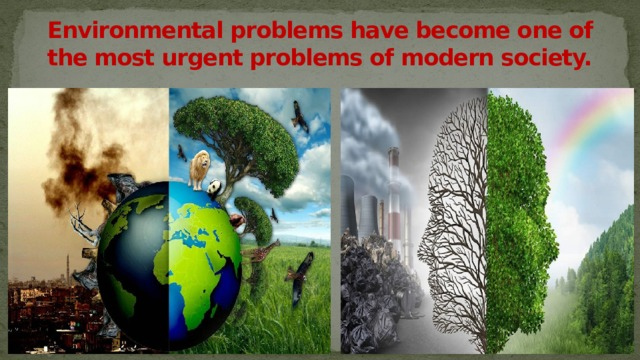 Environmental problems have become one of
the most urgent problems of modern society.